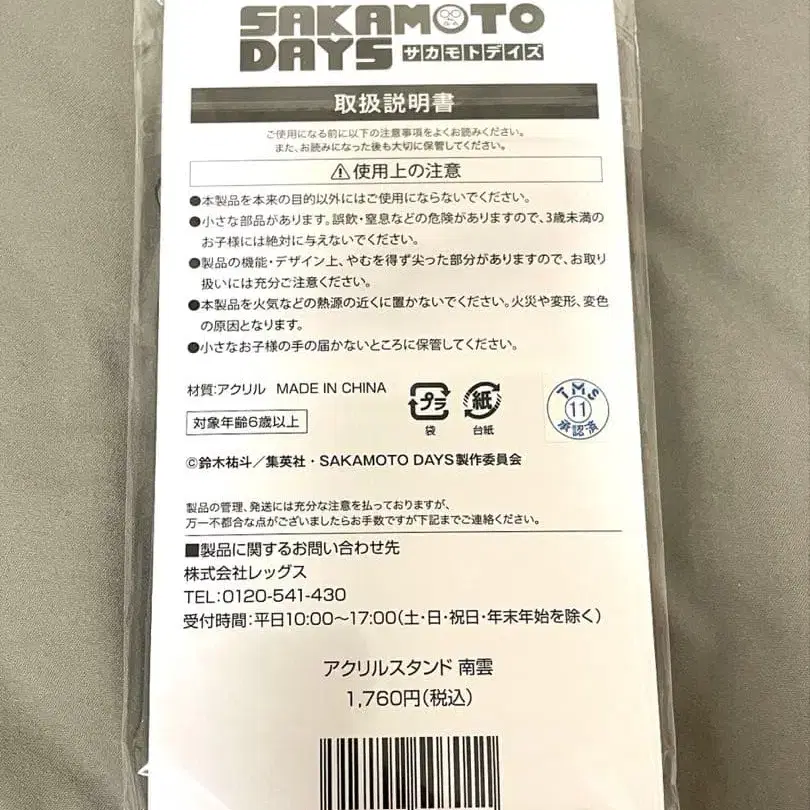 SAKAMOTO
DAYS サカモトデイズ
取扱説明書
ご使用になる前に以下の注意事項をよくお読みください。
また、お読みになった後も大切に保管してください。
⚠使用上の注意
●本製品を本来の目的以外にはご使用にならないでください。
●小さな部品があります。誤飲・窒息などの危険がありますので、3歳未満の
お子様には絶対に与えないでください。
●製品の機能・デザイン上、やむを得ず尖った部分がありますので、お取り
扱いには充分ご注意ください。
●本製品を火気などの熱源の近くに置かないでください。火災や変形、変色
の原因となります。
●小さなお子様の手の届かないところに保管してください。
材質:アクリル MADE IN CHINA
対象年齢6歳以上
プラ
袋
紙
台紙
TMS
11
承認済
©鈴木祐斗／集英社・SAKAMOTO DAYS製作委員会
製品の管理、発送には充分な注意を払っておりますが、
万一不都合な点がございましたらお手数ですが下記までご連絡ください。
■製品に関するお問い合わせ先
株式会社レッグス
TEL:0120-541-430
受付時間:平日10:00〜17:00(土・日・祝日・年末年始を除く)
アクリルスタンド 南雲
1,760円(税込)